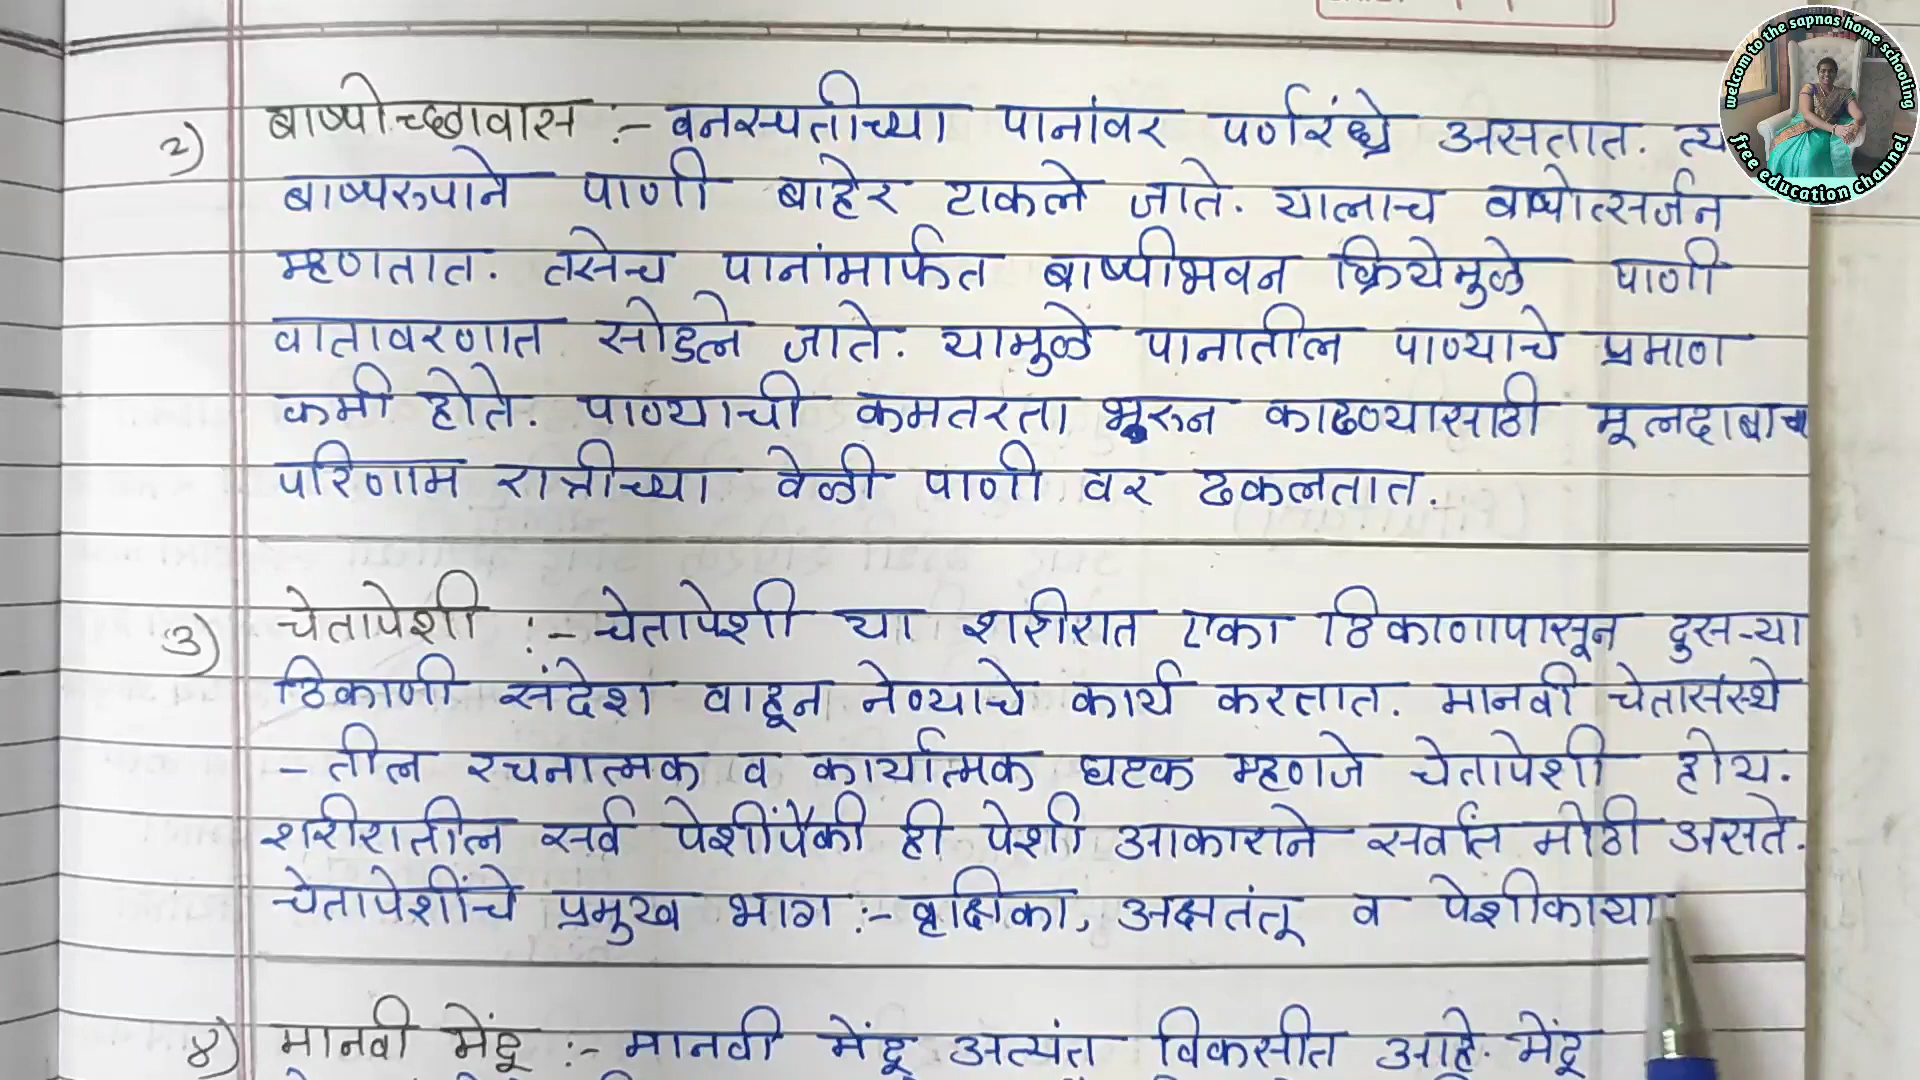 welcom to the sapnas home schooling
free education channel
२) बाष्पोच्छवास :- वनस्पतीच्या पानांवर पर्णरंध्रे असतात.
बाष्परुपाने पाणी बाहेर टाकले जाते. यालाच बाष्पोत्सर्जन
म्हणतात. तसेच पानांमार्फत बाष्पीभवन क्रियेमुळे पाणी
वातावरणात सोडले जाते. यामुळे पानातील पाण्याचे प्रमाण
कमी होते. पाण्याची कमतरता भरुन काढण्यासाठी मूलदाबाचा
परिणाम रात्रीच्या वेळी पाणी वर ढकलतात.
३) चेतापेशी :- चेतापेशी या शरीरात एका ठिकाणापासून दुसऱ्या
ठिकाणी संदेश वाहून नेण्याचे कार्य करतात. मानवी चेतासंस्थे
- तील रचनात्मक व कार्यात्मक घटक म्हणजे चेतापेशी होय.
शरीरातील सर्व पेशींपैकी ही पेशी आकाराने सर्वात मोठी असते.
चेतापेशींचे प्रमुख भाग :- वृक्षिका, अक्षतंतू व पेशीकाया
४) मानवी मेंदू :- मानवी मेंदू अत्यंत विकसीत आहे. मेंदू